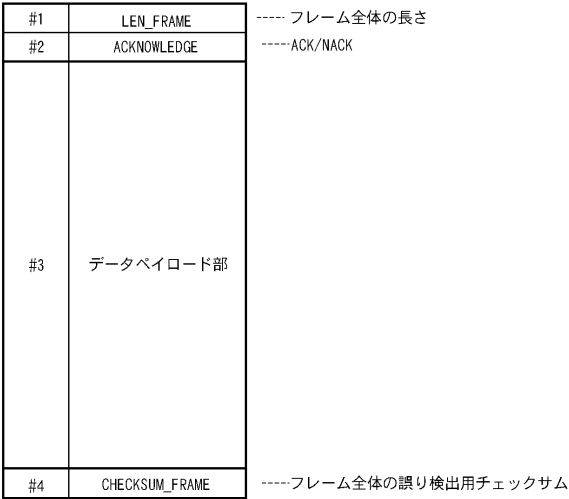 #1 LEN_FRAME ----- フレーム全体の長さ
#2 ACKNOWLEDGE -----ACK/NACK
#3 データペイロード部
#4 CHECKSUM_FRAME -----フレーム全体の誤り検出用チェックサム